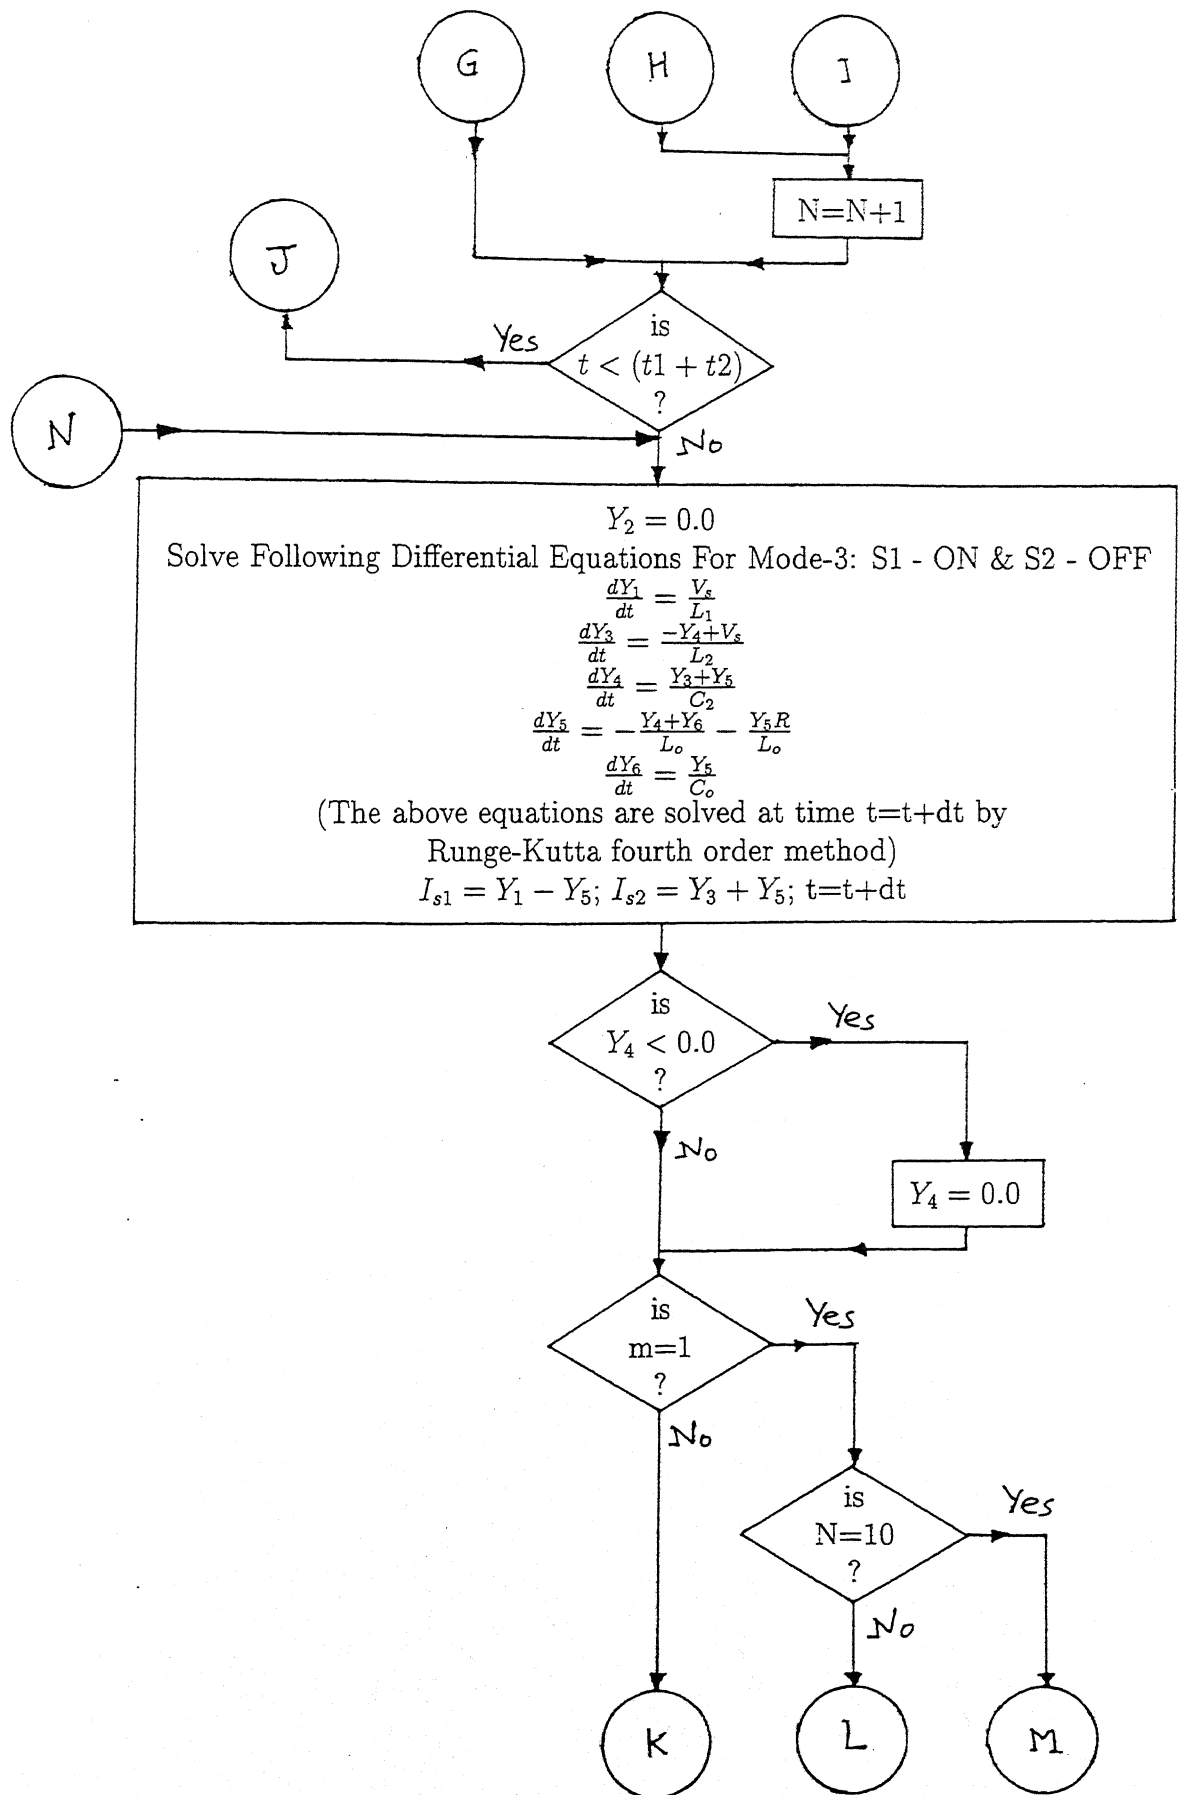 G H I
N=N+1
J
is
Yes
t < (t1 + t2)
?
N
No
Y₂ = 0.0
Solve Following Differential Equations For Mode-3: S1 - ON & S2 - OFF
dY₁/dt = Vₛ/L₁
dY₃/dt = (-Y₄+Vₛ)/L₂
dY₄/dt = (Y₃+Y₅)/C₂
dY₅/dt = -(Y₄+Y₆)/Lₒ - Y₅R/Lₒ
dY₆/dt = Y₅/Cₒ
(The above equations are solved at time t=t+dt by
Runge-Kutta fourth order method)
Iₛ₁ = Y₁ - Y₅; Iₛ₂ = Y₃ + Y₅; t=t+dt
is
Yes
Y₄ < 0.0
?
No
Y₄ = 0.0
is
Yes
m=1
?
No
is
Yes
N=10
?
No
K L M